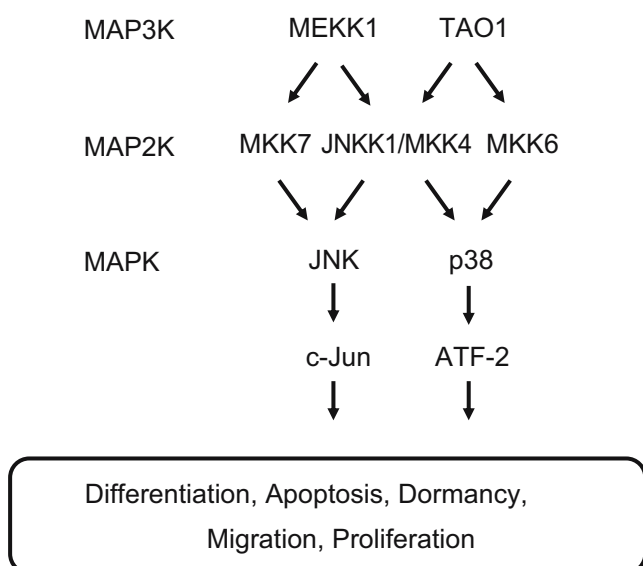 MAP3K MEKK1 TAO1
MAP2K MKK7 JNKK1/MKK4 MKK6
MAPK JNK p38
c-Jun ATF-2
Differentiation, Apoptosis, Dormancy,
Migration, Proliferation